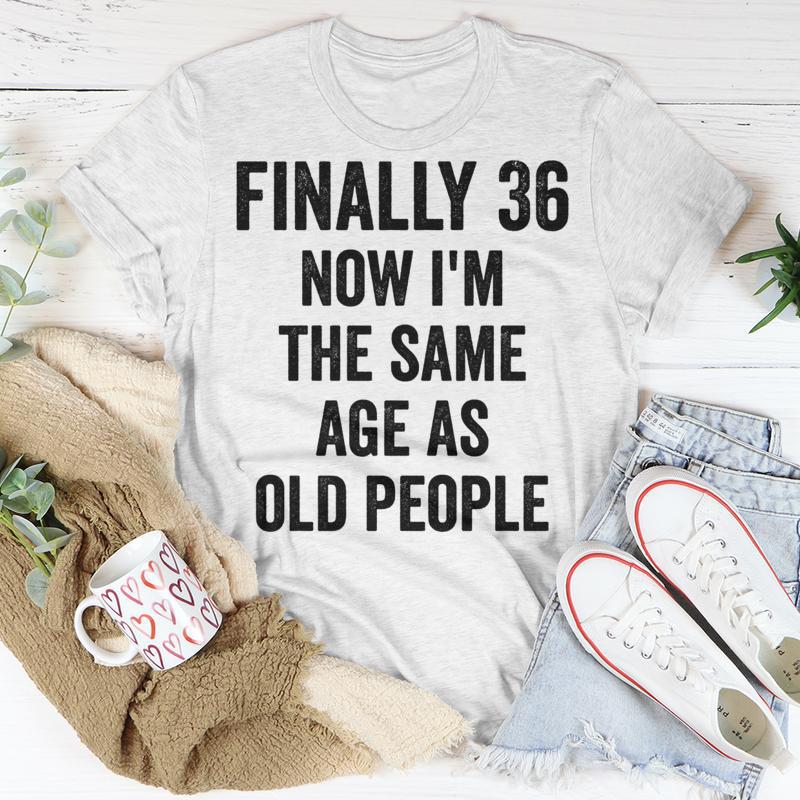 FINALLY 36
NOW I'M
THE SAME
AGE AS
OLD PEOPLE